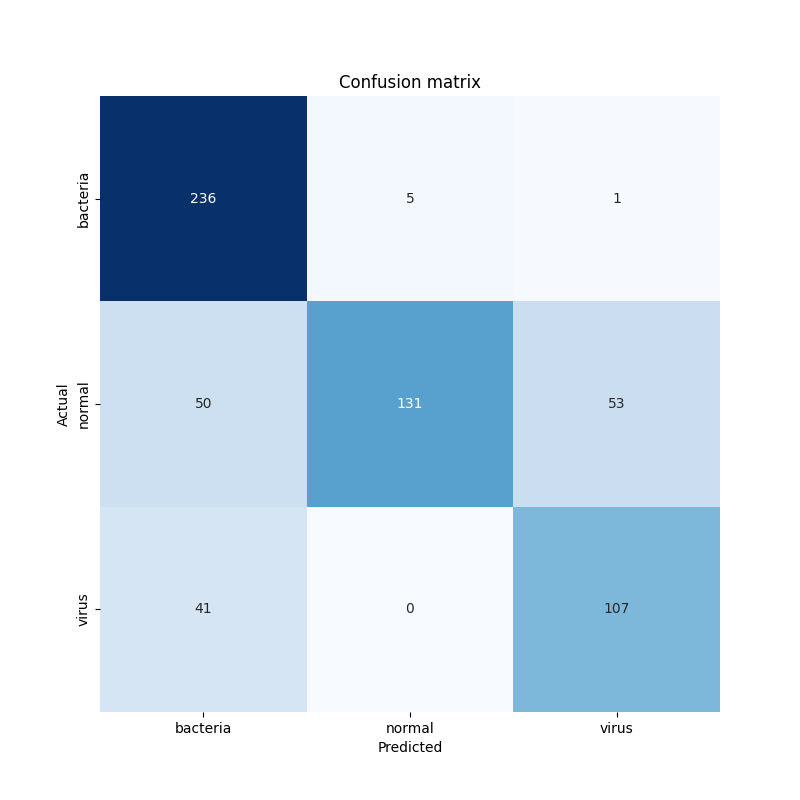 Confusion matrix
bacteria
236
5
1
Actual
normal
50
131
53
virus
41
0
107
bacteria
normal
virus
Predicted